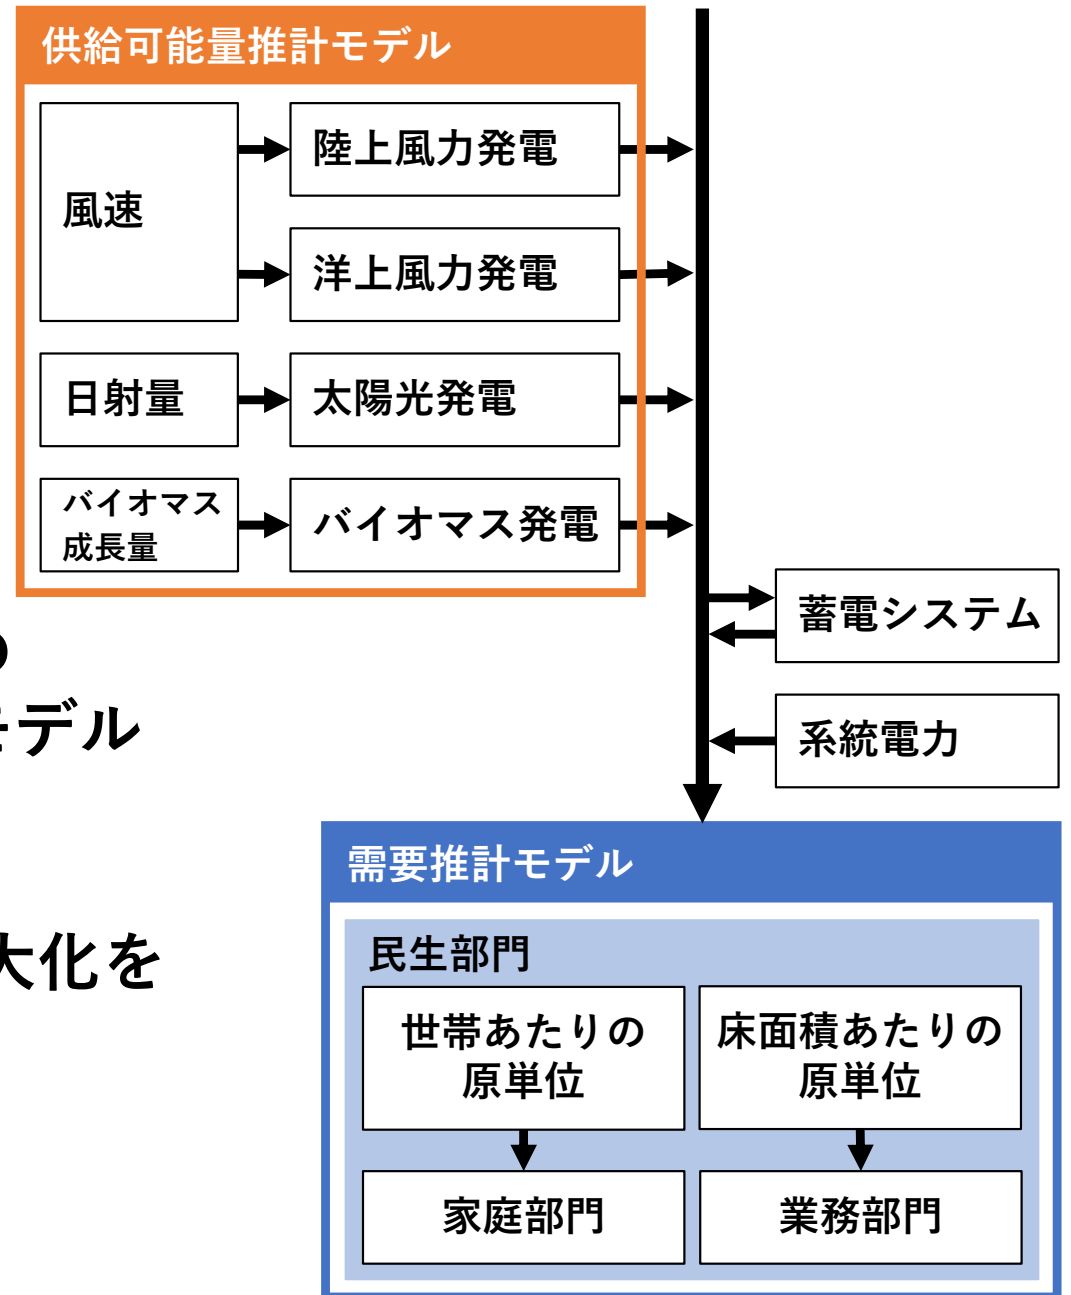 供給可能量推計モデル
風速
陸上風力発電
洋上風力発電
日射量
太陽光発電
バイオマス
成長量
バイオマス発電
蓄電システム
系統電力
の
モデル
大化を
需要推計モデル
民生部門
世帯あたりの
原単位
床面積あたりの
原単位
家庭部門
業務部門